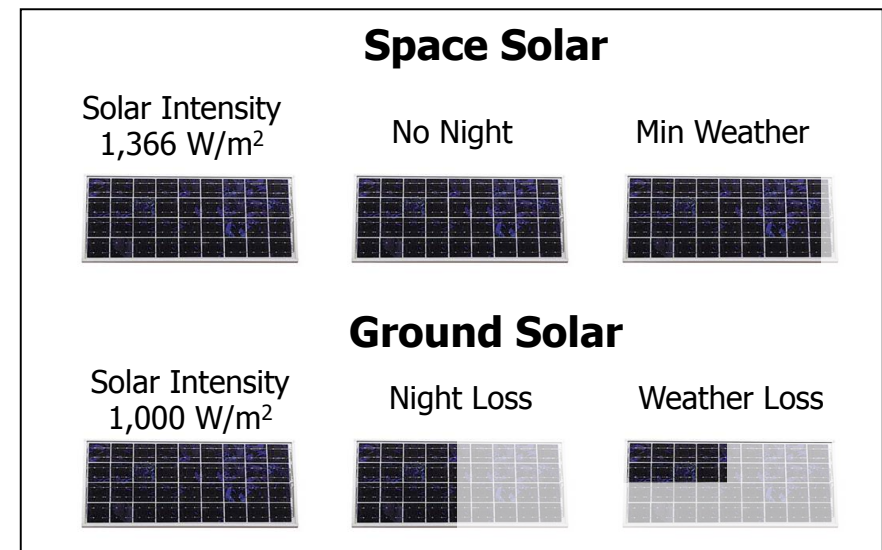 Space Solar
Solar Intensity
1,366 W/m²
No Night
Min Weather
Ground Solar
Solar Intensity
1,000 W/m²
Night Loss
Weather Loss